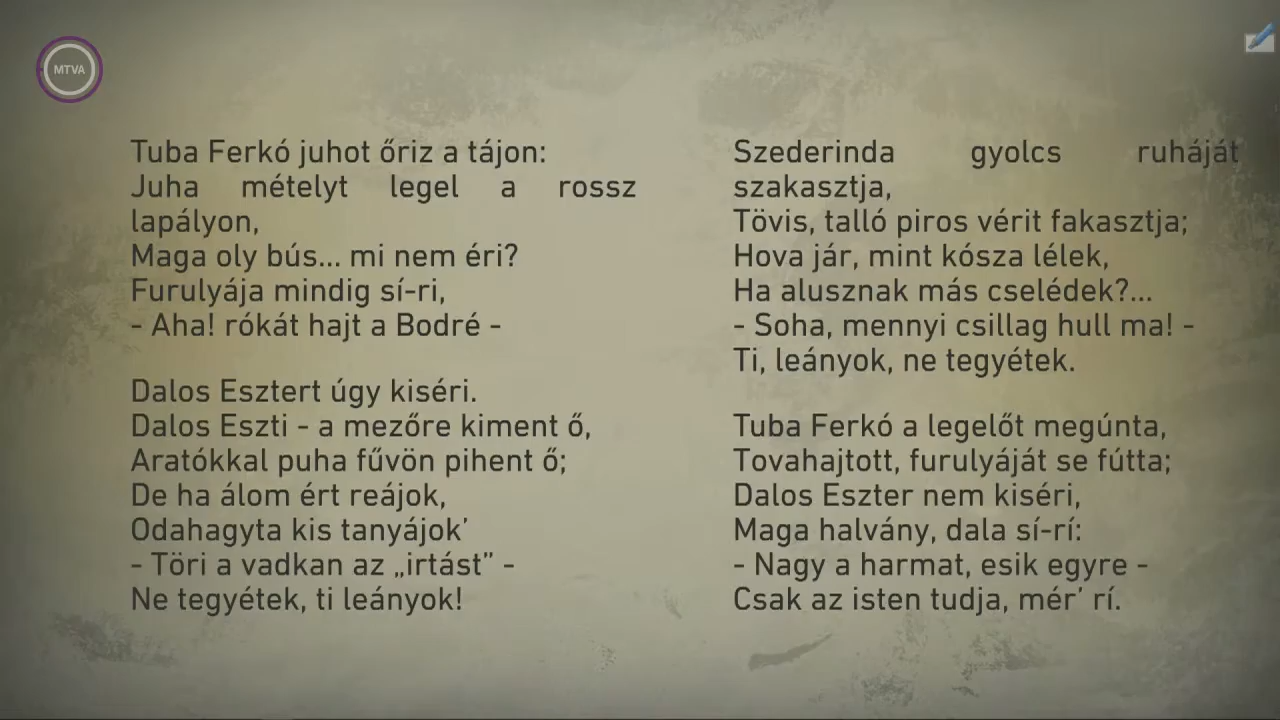 MTVA
Tuba Ferkó juhot őriz a tájon:
Juha mételyt legel a rossz
lapályon,
Maga oly bús... mi nem éri?
Furulyája mindig sí-ri,
- Aha! rókát hajt a Bodré -
Dalos Esztert úgy kiséri.
Dalos Eszti - a mezőre kiment ő,
Aratókkal puha fűvön pihent ő;
De ha álom ért reájok,
Odahagyta kis tanyájok’
- Töri a vadkan az „irtást” -
Ne tegyétek, ti leányok!
Szederinda gyolcs ruháját
szakasztja,
Tövis, talló piros vérit fakasztja;
Hova jár, mint kósza lélek,
Ha alusznak más cselédek?...
- Soha, mennyi csillag hull ma! -
Ti, leányok, ne tegyétek.
Tuba Ferkó a legelőt megúnta,
Tovahajtott, furulyáját se fútta;
Dalos Eszter nem kiséri,
Maga halvány, dala sí-rí:
- Nagy a harmat, esik egyre -
Csak az isten tudja, mér’ rí.